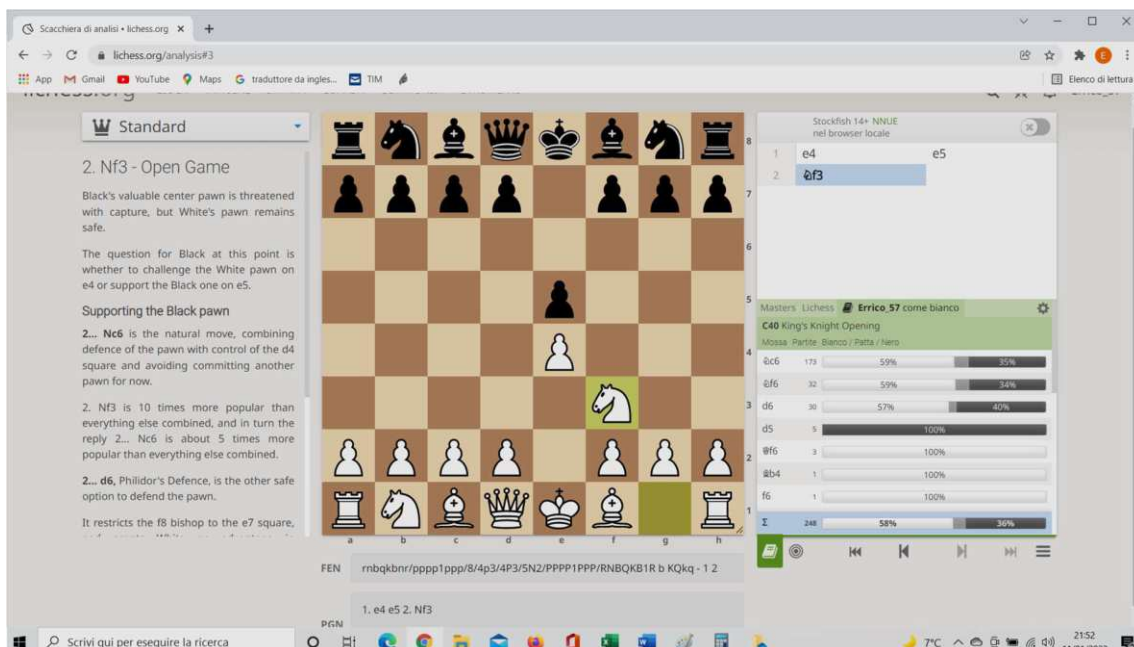 Scacchiera di analisi • lichess.org
lichess.org/analysis#3
App Gmail YouTube Maps traduttore da ingles... TIM
Elenco di lettura
Standard
2. Nf3 - Open Game
Black's valuable center pawn is threatened
with capture, but White's pawn remains
safe.
The question for Black at this point is
whether to challenge the White pawn on
e4 or support the Black one on e5.
Supporting the Black pawn
2... Nc6 is the natural move, combining
defence of the pawn with control of the d4
square and avoiding committing another
pawn for now.
2. Nf3 is 10 times more popular than
everything else combined, and in turn the
reply 2... Nc6 is about 5 times more
popular than everything else combined.
2... d6, Philidor's Defence, is the other safe
option to defend the pawn.
It restricts the f8 bishop to the e7 square,
8
7
6
5
4
3
2
1
a b c d e f g h
FEN rnbqkbnr/pppp1ppp/8/4p3/4P3/5N2/PPPP1PPP/RNBQKB1R b KQkq - 1 2
PGN 1. e4 e5 2. Nf3
Stockfish 14+ NNUE
nel browser locale
1 e4 e5
2 ♘f3
Masters Lichess Errico_57 come bianco
C40 King's Knight Opening
Mossa Partite Bianco / Patta / Nero
♘c6 173 59% 35%
♘f6 32 59% 34%
d6 30 57% 40%
d5 5 100%
♕f6 3 100%
♗b4 1 100%
f6 1 100%
Σ 248 58% 36%
Scrivi qui per eseguire la ricerca
7°C
21:52